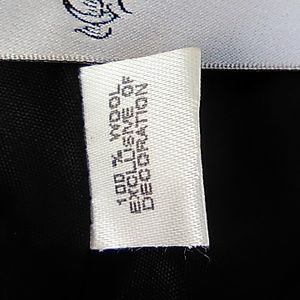 100 % WOOL
EXCLUSIVE OF
DECORATION